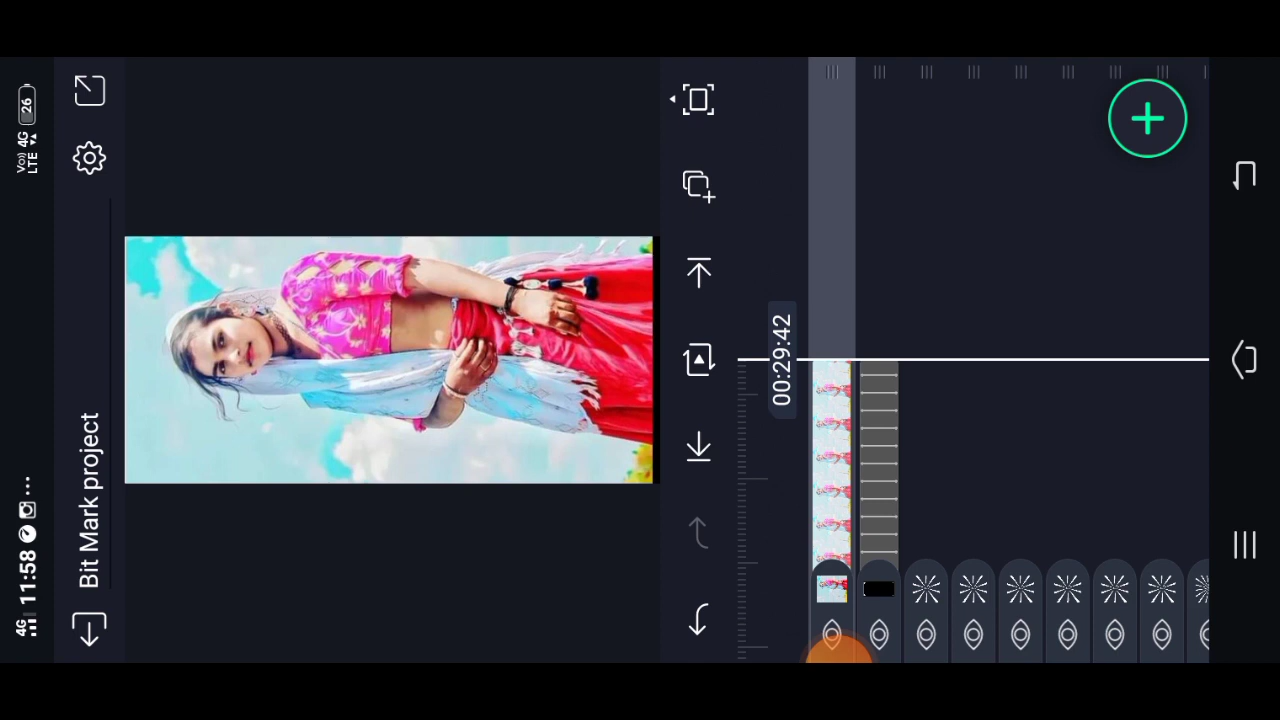 4G 11:58 ...
Vo)) 4G
LTE 26
Bit Mark project
00:29:42